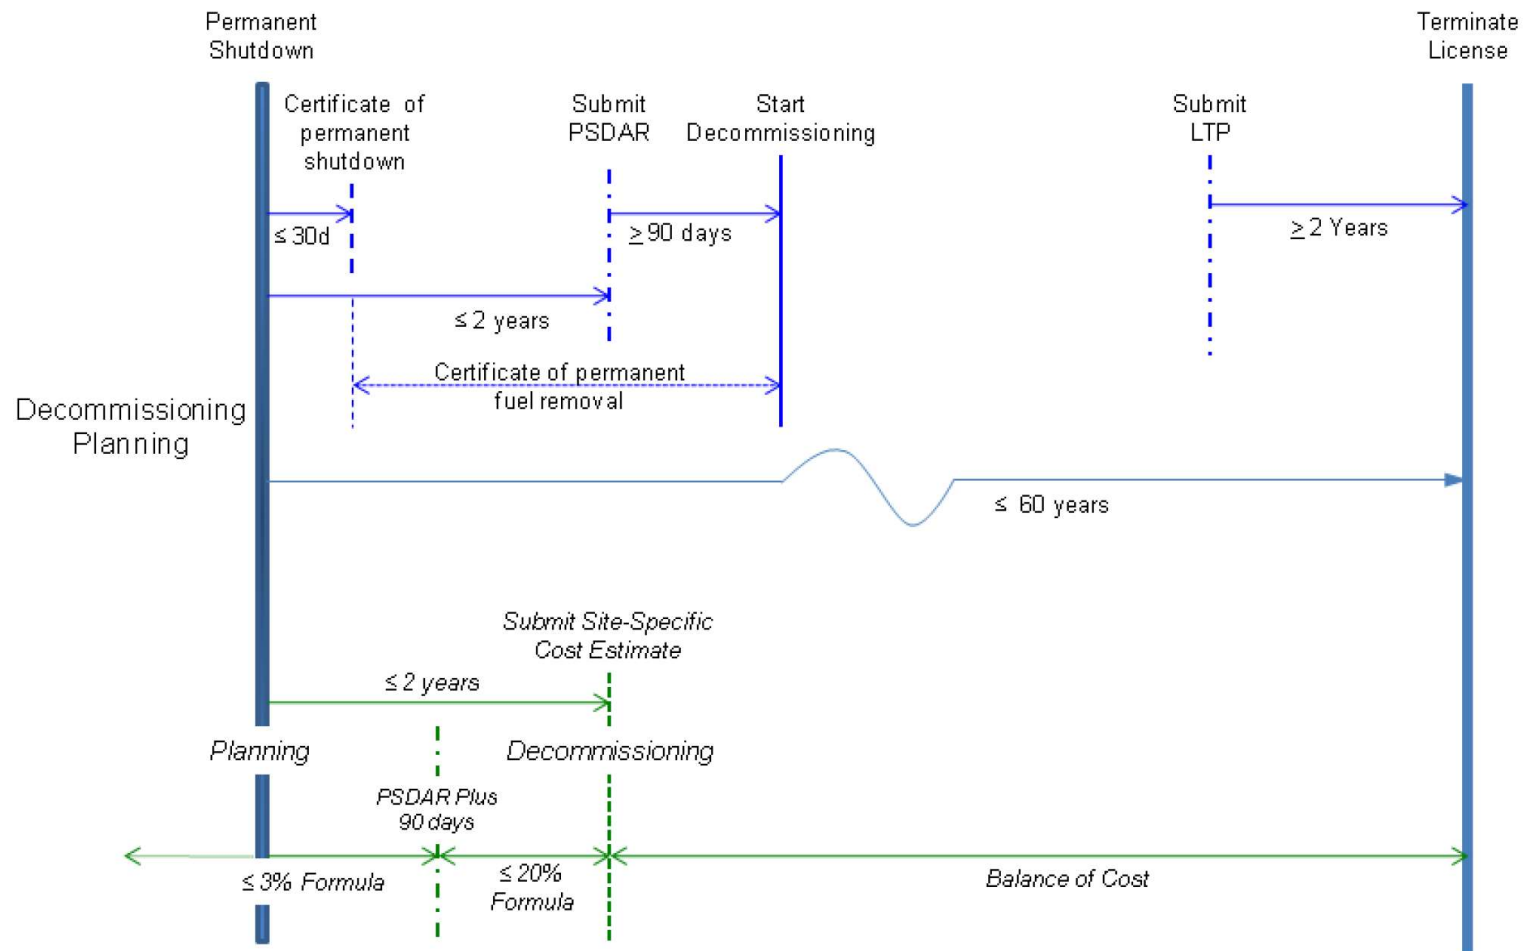 Permanent
Shutdown
Terminate
License
Certificate of
permanent
shutdown
Submit
PSDAR
Start
Decommissioning
Submit
LTP
≤ 30d
≥ 90 days
≥ 2 Years
≤ 2 years
Certificate of permanent
fuel removal
Decommissioning
Planning
≤ 60 years
Submit Site-Specific
Cost Estimate
≤ 2 years
Planning
Decommissioning
PSDAR Plus
90 days
≤ 3% Formula
≤ 20%
Formula
Balance of Cost